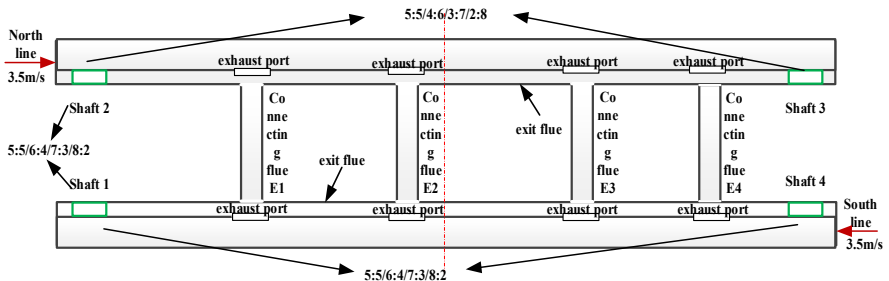 5:5/4:6/3:7/2:8
North
line
3.5m/s
exhaust port
exhaust port
exhaust port
exhaust port
Shaft 2
Shaft 3
Co
nne
ctin
g
flue
E1
Co
nne
ctin
g
flue
E2
Co
nne
ctin
g
flue
E3
Co
nne
ctin
g
flue
E4
exit flue
5:5/6:4/7:3/8:2
exit flue
Shaft 1
Shaft 4
exhaust port
exhaust port
exhaust port
exhaust port
South
line
3.5m/s
5:5/6:4/7:3/8:2